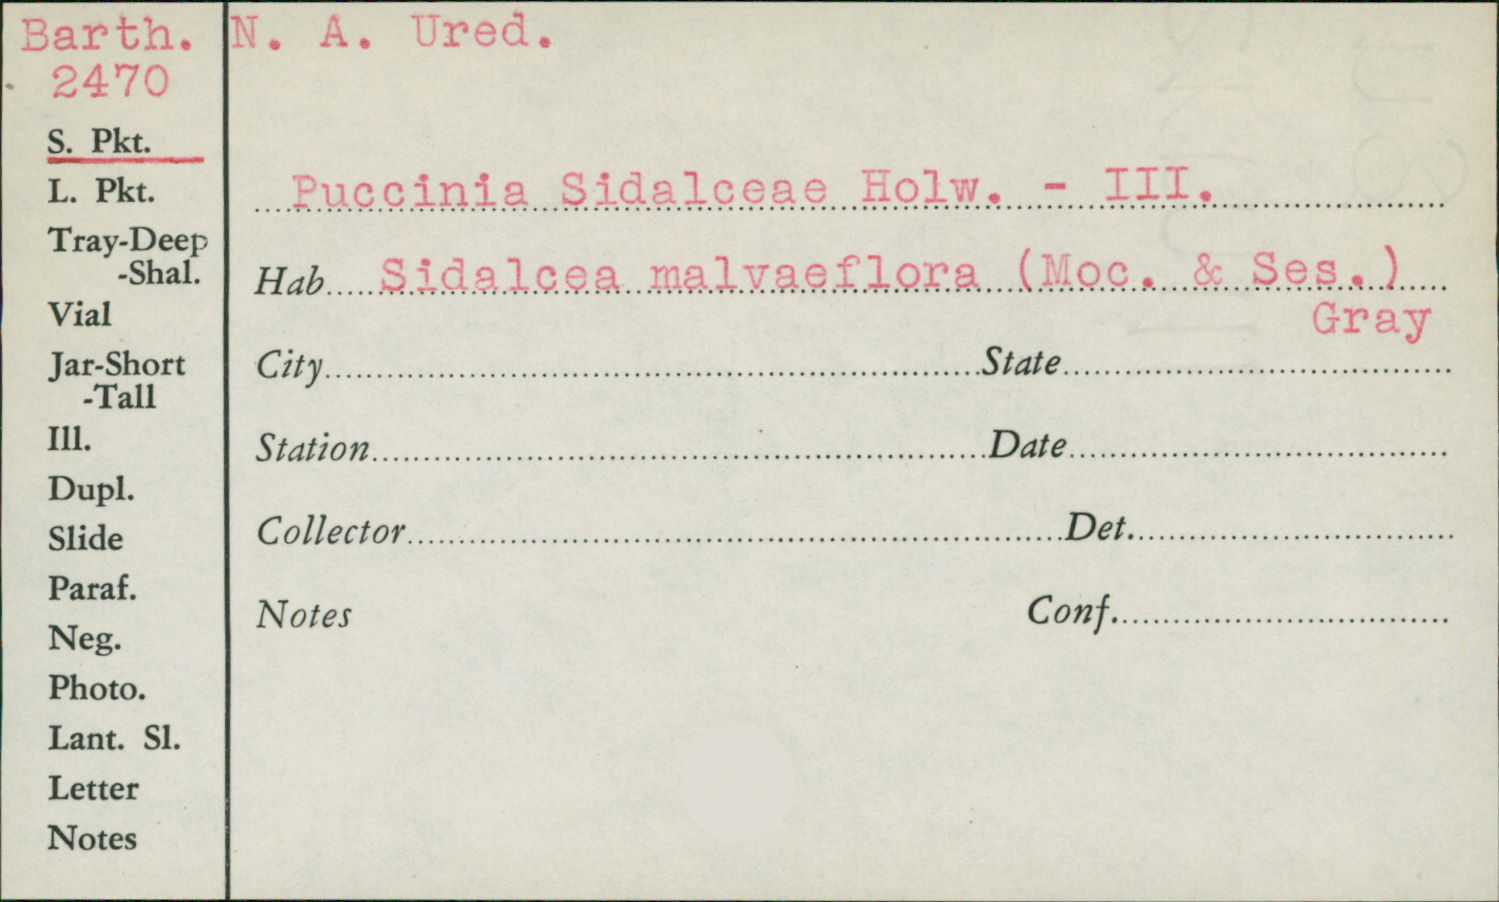 Barth. N. A. Ured.
2470
S. Pkt.
L. Pkt.
Tray-Deep
-Shal.
Vial
Jar-Short
-Tall
Ill.
Dupl.
Slide
Paraf.
Neg.
Photo.
Lant. Sl.
Letter
Notes
Puccinia Sidalceae Holw. - III.
Hab Sidalcea malvaeflora (Moc. & Ses.)
Gray
City State
Station Date
Collector Det.
Notes Conf.